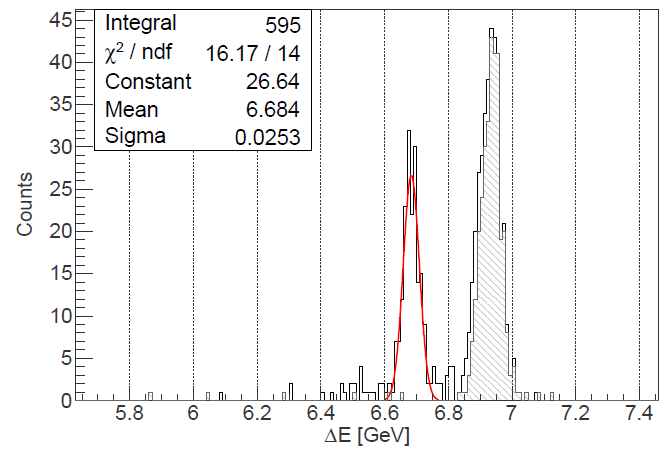 Integral 595
χ² / ndf 16.17 / 14
Constant 26.64
Mean 6.684
Sigma 0.0253
45
40
35
30
25
20
15
10
5
0
Counts
5.8 6 6.2 6.4 6.6 6.8 7 7.2 7.4
ΔE [GeV]